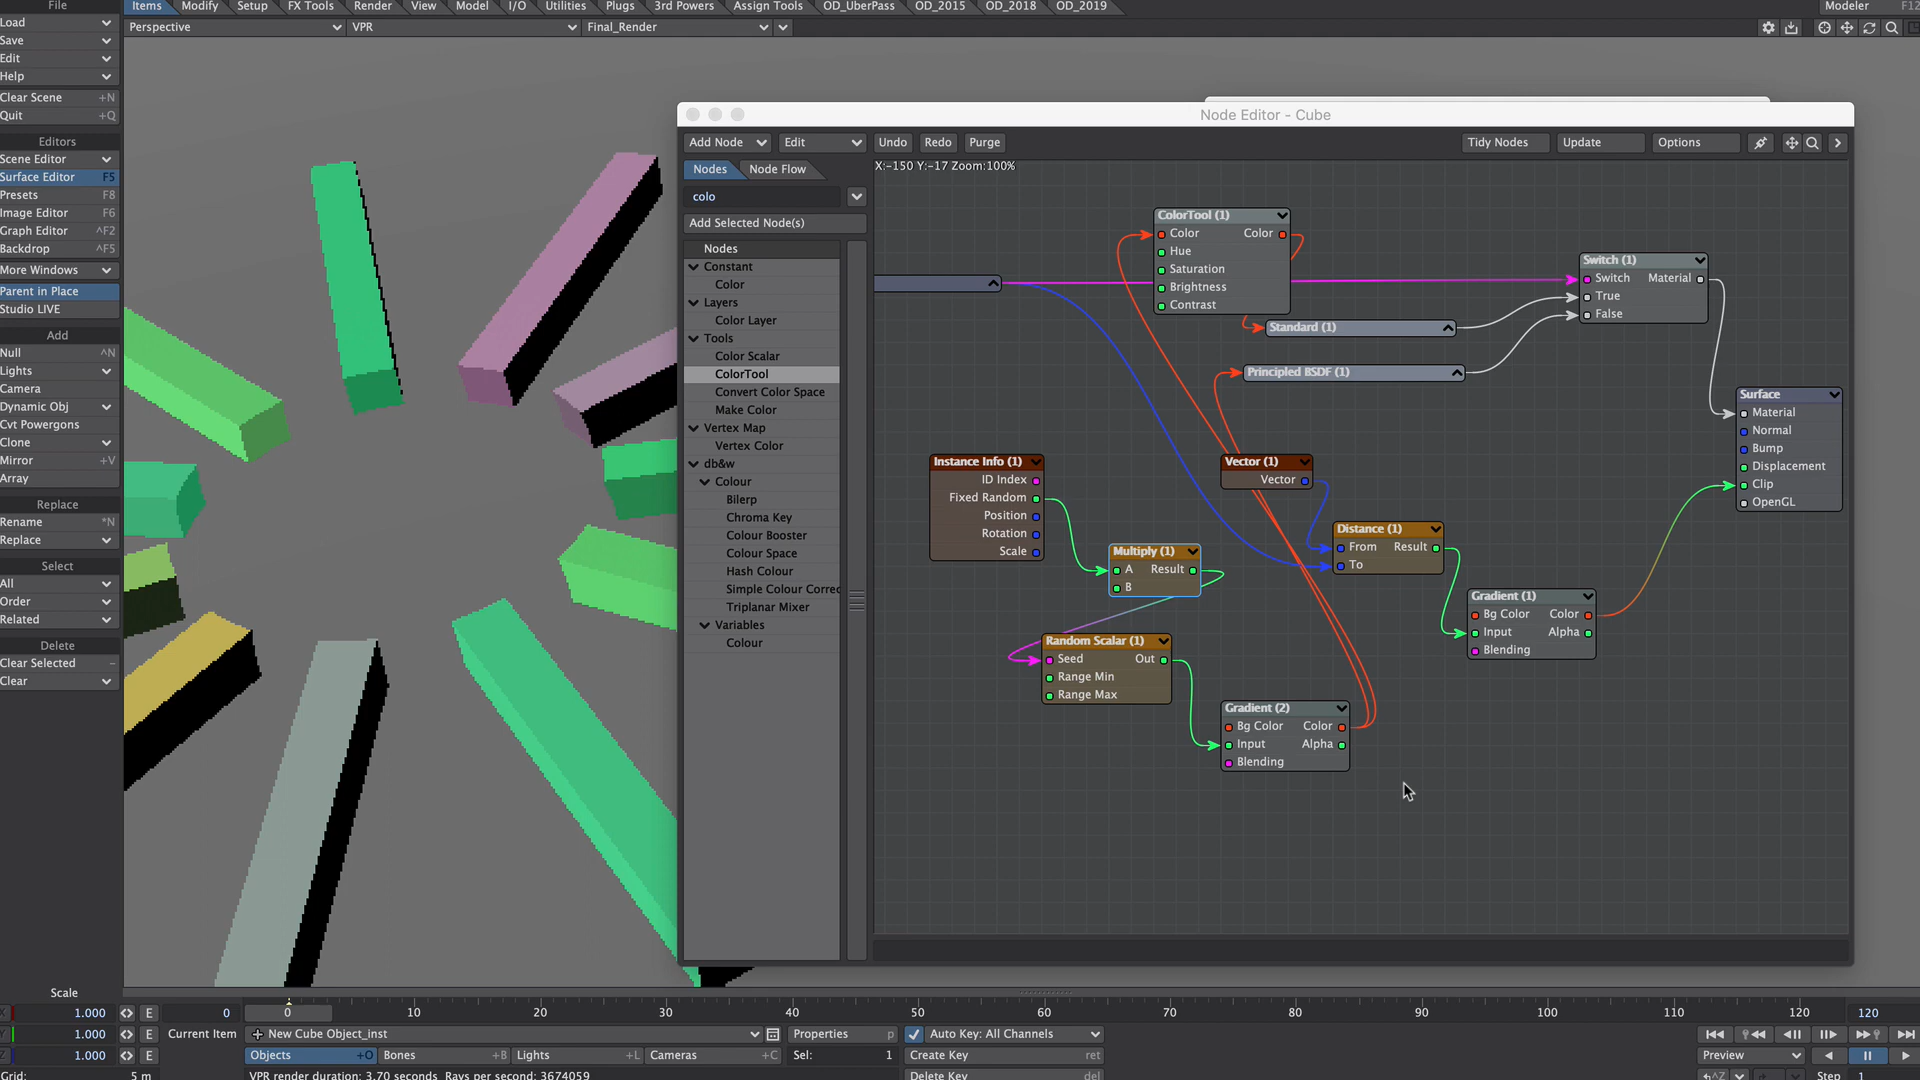 File
Items Modify Setup FX Tools Render View Model I/O Utilities Plugs 3rd Powers Assign Tools OD_UberPass OD_2015 OD_2018 OD_2019
Modeler F12
Load
Perspective VPR Final_Render
Save
Edit
Help
Clear Scene +N
Quit +Q
Editors
Scene Editor
Surface Editor F5
Presets F8
Image Editor F6
Graph Editor ^F2
Backdrop ^F5
More Windows
Parent in Place
Studio LIVE
Add
Null ^N
Lights
Camera
Dynamic Obj
Cvt Powergons
Clone
Mirror +V
Array
Replace
Rename *N
Replace
Select
All
Order
Related
Delete
Clear Selected –
Clear
Node Editor - Cube
Add Node Edit Undo Redo Purge Tidy Nodes Update Options
Nodes Node Flow
X:-150 Y:-17 Zoom:100%
colo
Add Selected Node(s)
Nodes
Constant
Color
Layers
Color Layer
Tools
Color Scalar
ColorTool
Convert Color Space
Make Color
Vertex Map
Vertex Color
db&w
Colour
Bilerp
Chroma Key
Colour Booster
Colour Space
Hash Colour
Simple Colour Correc
Triplanar Mixer
Variables
Colour
ColorTool (1)
Color Color
Hue
Saturation
Brightness
Contrast
Switch (1)
Switch Material
True
False
Standard (1)
Principled BSDF (1)
Surface
Material
Normal
Bump
Displacement
Clip
OpenGL
Instance Info (1)
ID Index
Fixed Random
Position
Rotation
Scale
Vector (1)
Vector
Distance (1)
From Result
To
Multiply (1)
A Result
B
Gradient (1)
Bg Color Color
Input Alpha
Blending
Random Scalar (1)
Seed Out
Range Min
Range Max
Gradient (2)
Bg Color Color
Input Alpha
Blending
Scale
X 1.000 E 0 0 10 20 30 40 50 60 70 80 90 100 110 120 120
Y 1.000 E Current Item New Cube Object_inst Properties p Auto Key: All Channels
Z 1.000 E Objects +O Bones +B Lights +L Cameras +C Sel: 1 Create Key ret Preview
Grid: 5 m VPR render duration: 3.70 seconds Rays per second: 3674059 Delete Key del ^Z Step 1